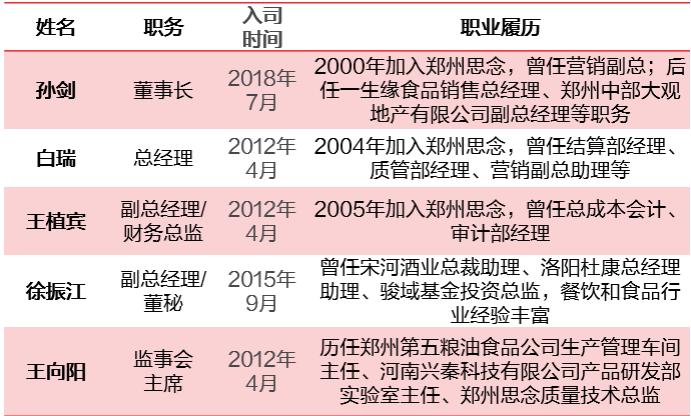 姓名 职务 入司时间 职业履历
孙剑 董事长 2018年7月 2000年加入郑州思念，曾任营销副总；后任一生缘食品销售总经理、郑州中部大观地产有限公司副总经理等职务
白瑞 总经理 2012年4月 2004年加入郑州思念，曾任结算部经理、质管部经理、营销副总助理等
王植宾 副总经理/财务总监 2012年4月 2005年加入郑州思念，曾任总成本会计、审计部经理
徐振江 副总经理/董秘 2015年9月 曾任宋河酒业总裁助理、洛阳杜康总经理助理、骏域基金投资总监，餐饮和食品行业经验丰富
王向阳 监事会主席 2012年4月 历任郑州第五粮油食品公司生产管理车间主任、河南兴秦科技有限公司产品研发部实验室主任、郑州思念质量技术总监